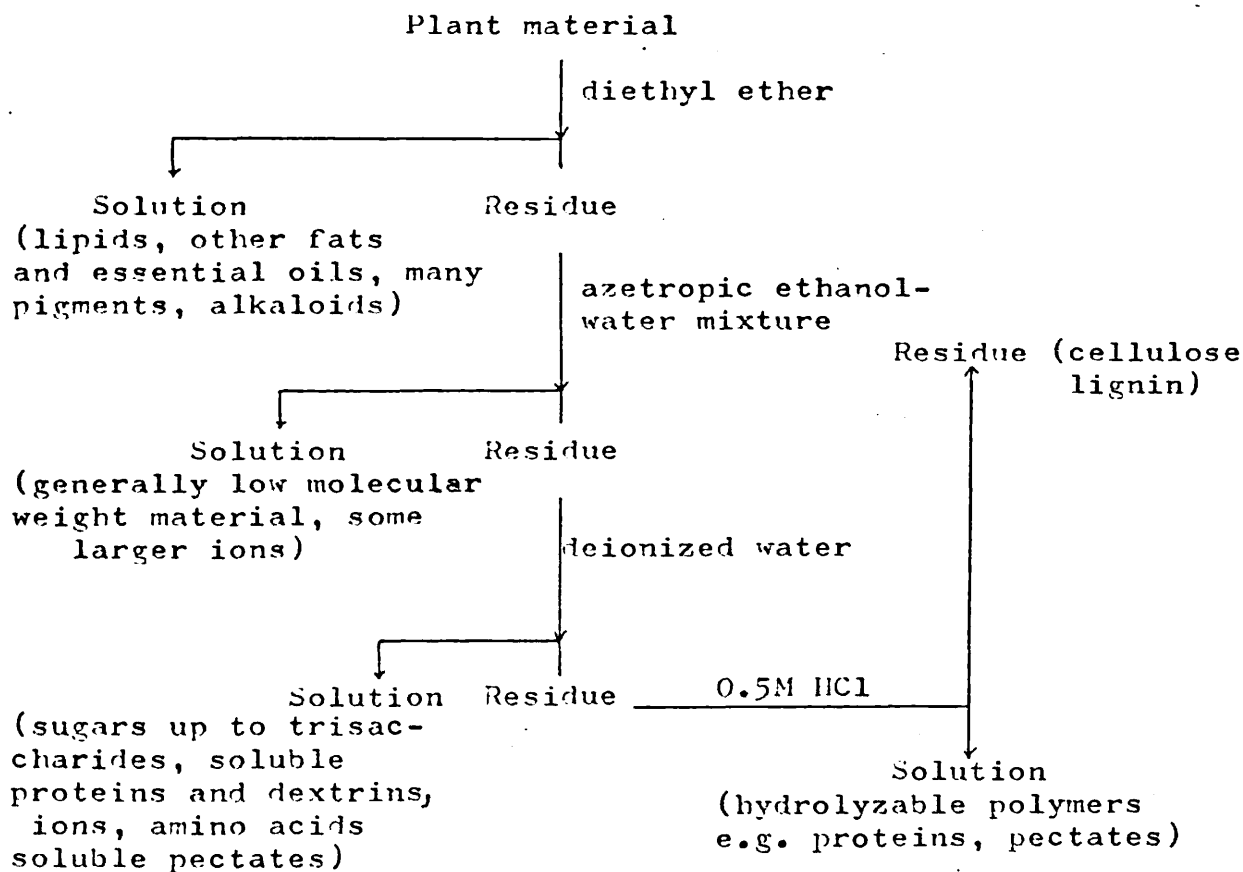 Plant material
diethyl ether
Solution
(lipids, other fats
and essential oils, many
pigments, alkaloids)
Residue
azetropic ethanol-
water mixture
Solution
(generally low molecular
weight material, some
larger ions)
Residue
deionized water
Solution
(sugars up to trisac-
charides, soluble
proteins and dextrins,
ions, amino acids
soluble pectates)
Residue
0.5M HCl
Residue (cellulose
lignin)
Solution
(hydrolyzable polymers
e.g. proteins, pectates)